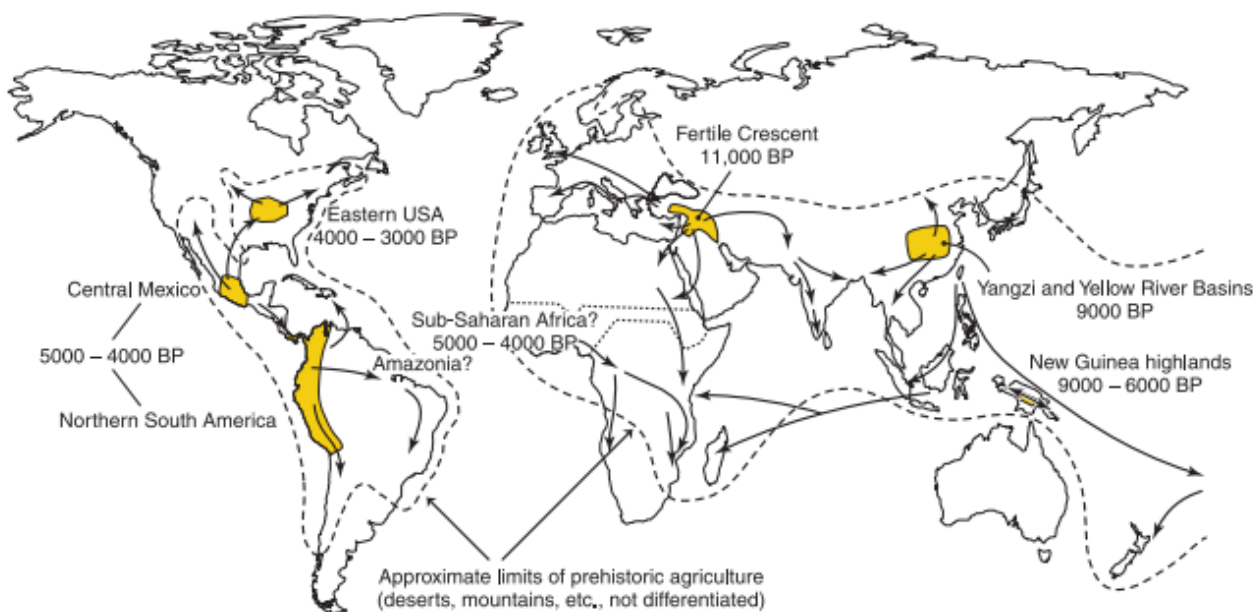 Fertile Crescent
11,000 BP
Eastern USA
4000 – 3000 BP
Central Mexico
5000 – 4000 BP
Northern South America
Sub-Saharan Africa?
5000 – 4000 BP
Amazonia?
Yangzi and Yellow River Basins
9000 BP
New Guinea highlands
9000 – 6000 BP
Approximate limits of prehistoric agriculture
(deserts, mountains, etc., not differentiated)